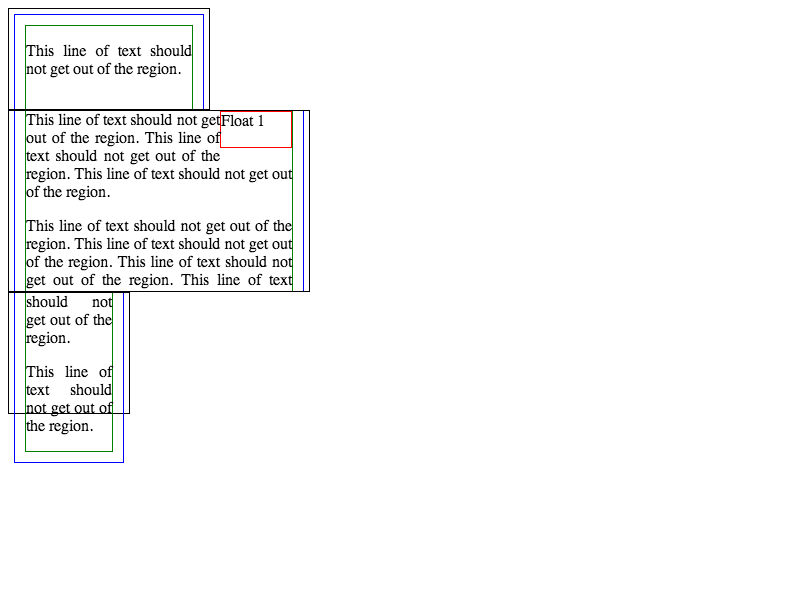 This line of text should
not get out of the region.
This line of text should not get
Float 1
out of the region. This line of
text should not get out of the
region. This line of text should not get out
of the region.
This line of text should not get out of the
region. This line of text should not get out
of the region. This line of text should not
get out of the region. This line of text
should not
get out of the
region.
This line of
text should
not get out of
the region.